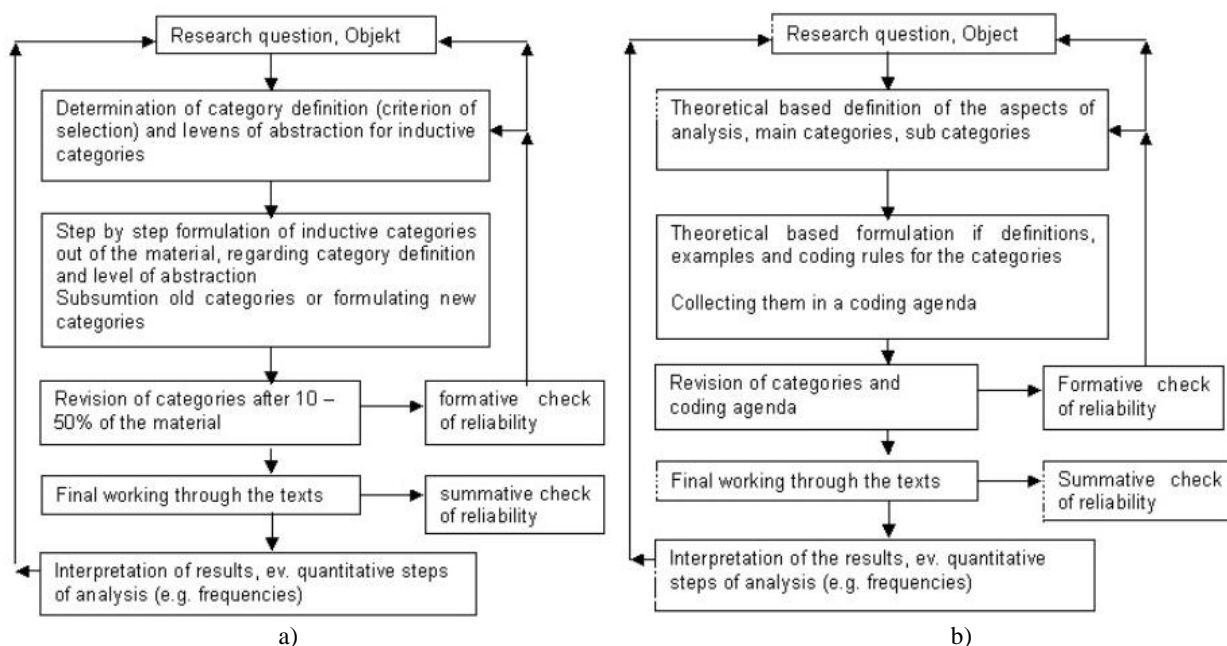 Research question, Objekt
Determination of category definition (criterion of
selection) and levens of abstraction for inductive
categories
Step by step formulation of inductive categories
out of the material, regarding category definition
and level of abstraction
Subsumtion old categories or formulating new
categories
Revision of categories after 10 –
50% of the material
formative check
of reliability
Final working through the texts
summative check
of reliability
Interpretation of results, ev. quantitative steps
of analysis (e.g. frequencies)
a)
Research question, Object
Theoretical based definition of the aspects of
analysis, main categories, sub categories
Theoretical based formulation if definitions,
examples and coding rules for the categories
Collecting them in a coding agenda
Revision of categories and
coding agenda
Formative check
of reliability
Final working through the texts
Summative check
of reliability
Interpretation of the results, ev. quantitative
steps of analysis (e.g. frequencies)
b)